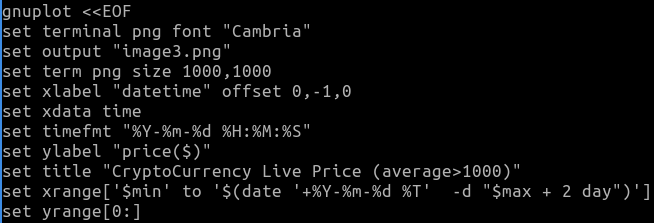 gnuplot <<EOF
set terminal png font "Cambria"
set output "image3.png"
set term png size 1000,1000
set xlabel "datetime" offset 0,-1,0
set xdata time
set timefmt "%Y-%m-%d %H:%M:%S"
set ylabel "price($)"
set title "CryptoCurrency Live Price (average>1000)"
set xrange['$min' to '$(date '+%Y-%m-%d %T'  -d "$max + 2 day")']
set yrange[0:]